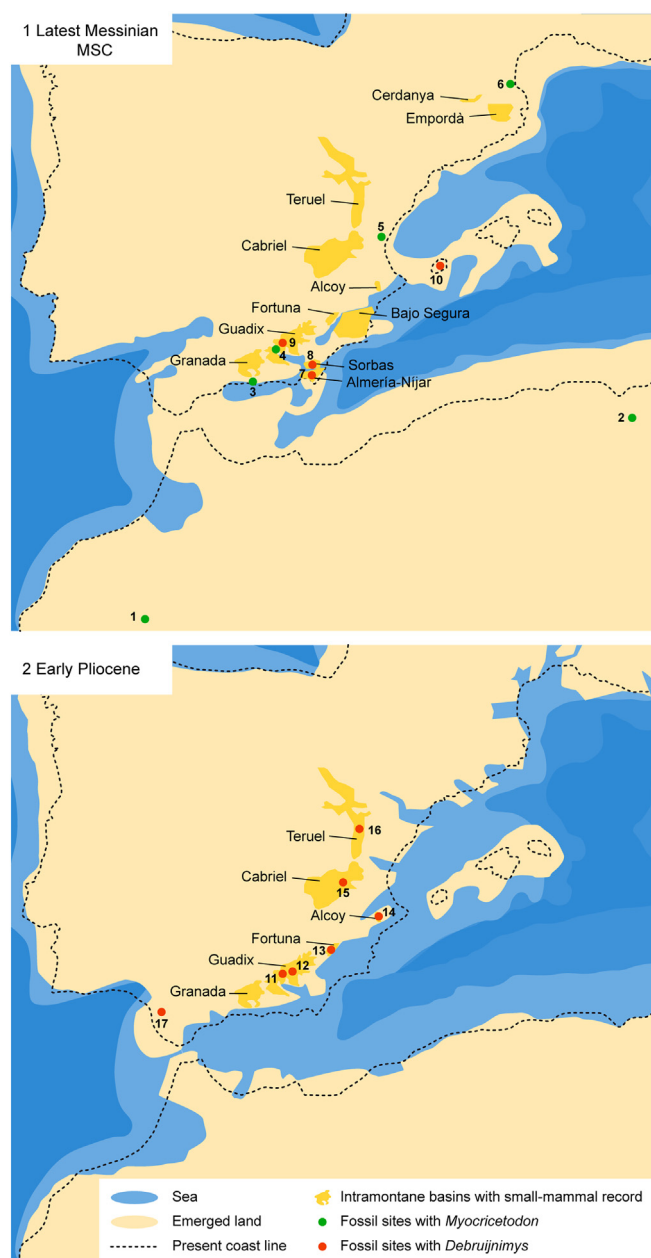 1 Latest Messinian
MSC
6
Cerdanya
Empordà
Teruel
5
Cabriel
10
Alcoy
Fortuna
Bajo Segura
Guadix
9
Granada
4
8
Sorbas
7
Almería-Níjar
3
2
1
2 Early Pliocene
16
Teruel
Cabriel
15
14
Alcoy
Fortuna
13
Guadix
12
11
Granada
17
Sea
Intramontane basins with small-mammal record
Emerged land
Fossil sites with Myocricetodon
Present coast line
Fossil sites with Debruijnimys